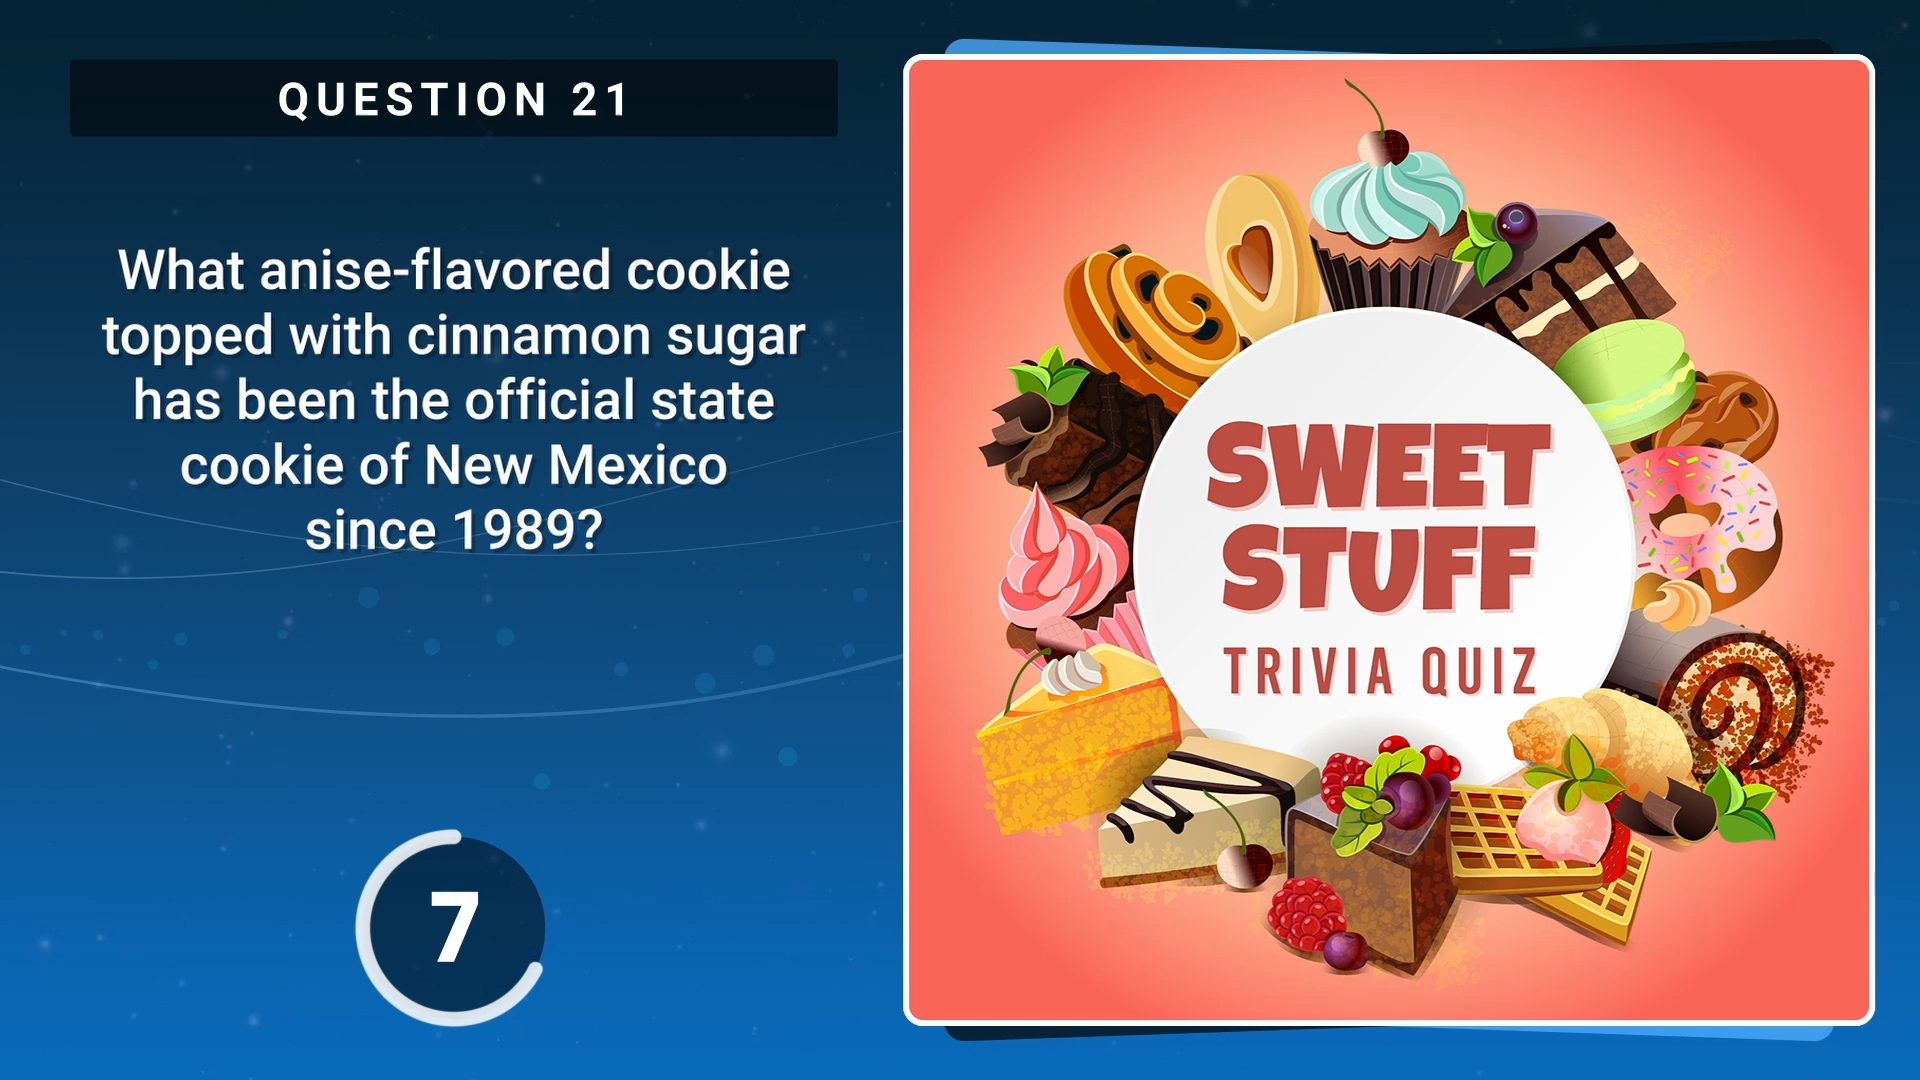 QUESTION 21
What anise-flavored cookie
topped with cinnamon sugar
has been the official state
cookie of New Mexico
since 1989?
7
SWEET
STUFF
TRIVIA QUIZ